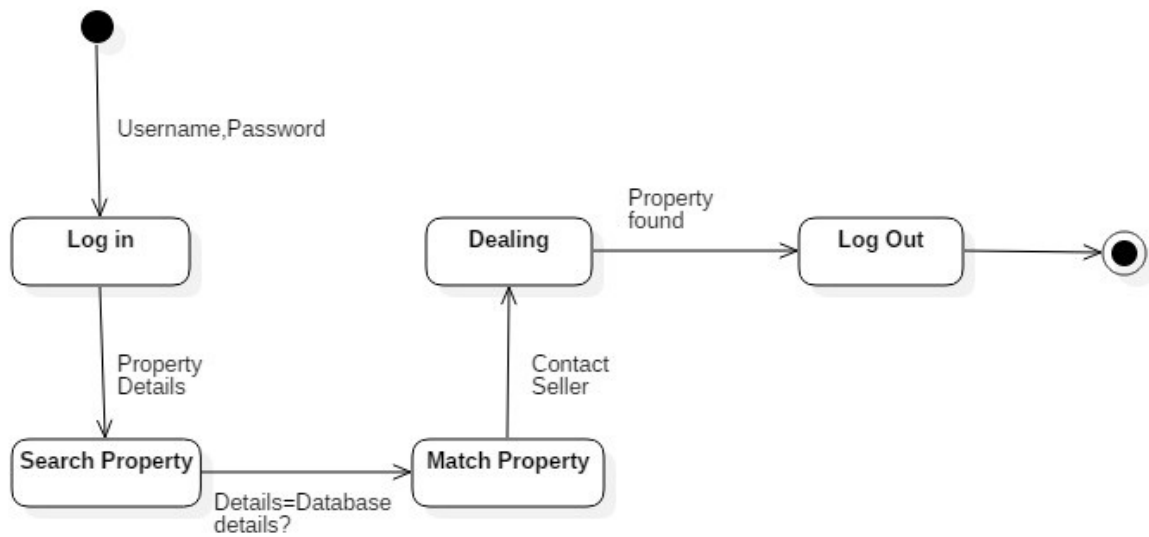 Username,Password
Log in
Property
Details
Search Property
Details=Database
details?
Match Property
Contact
Seller
Dealing
Property
found
Log Out